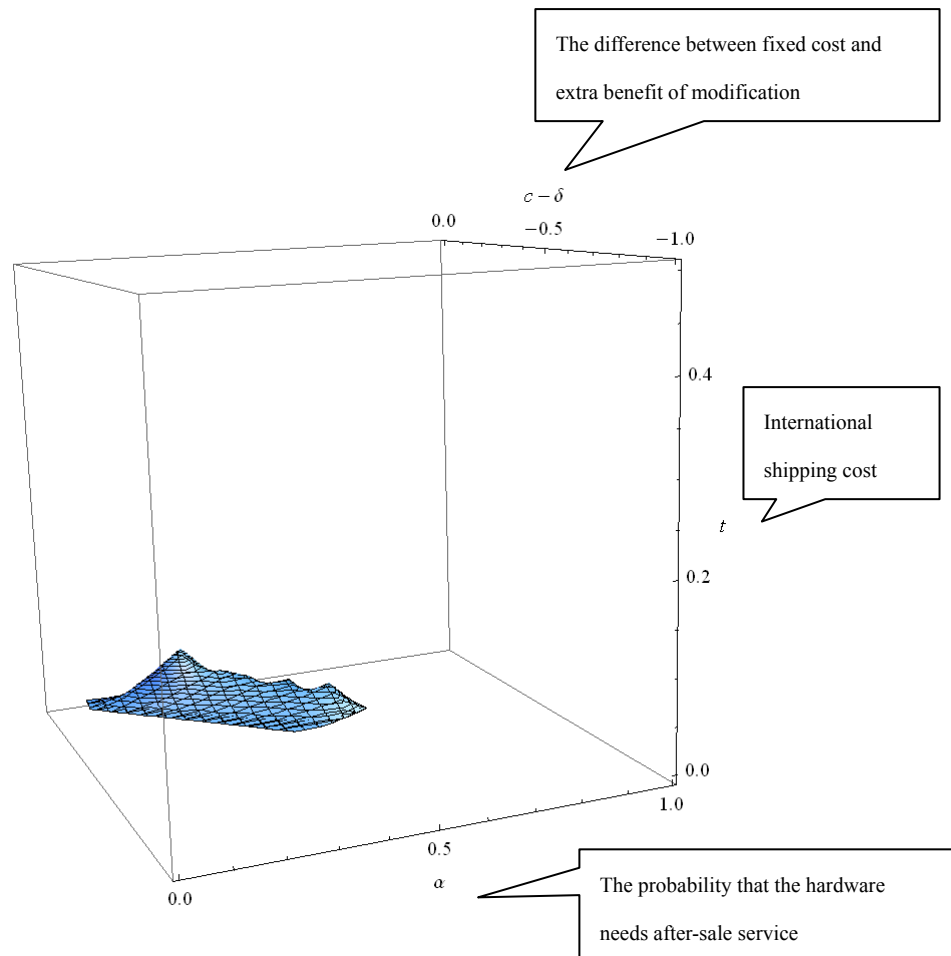 The difference between fixed cost and
extra benefit of modification
c − δ
0.0
−0.5
−1.0
0.4
International
shipping cost
t
0.2
0.0
1.0
0.5
α
0.0
The probability that the hardware
needs after-sale service